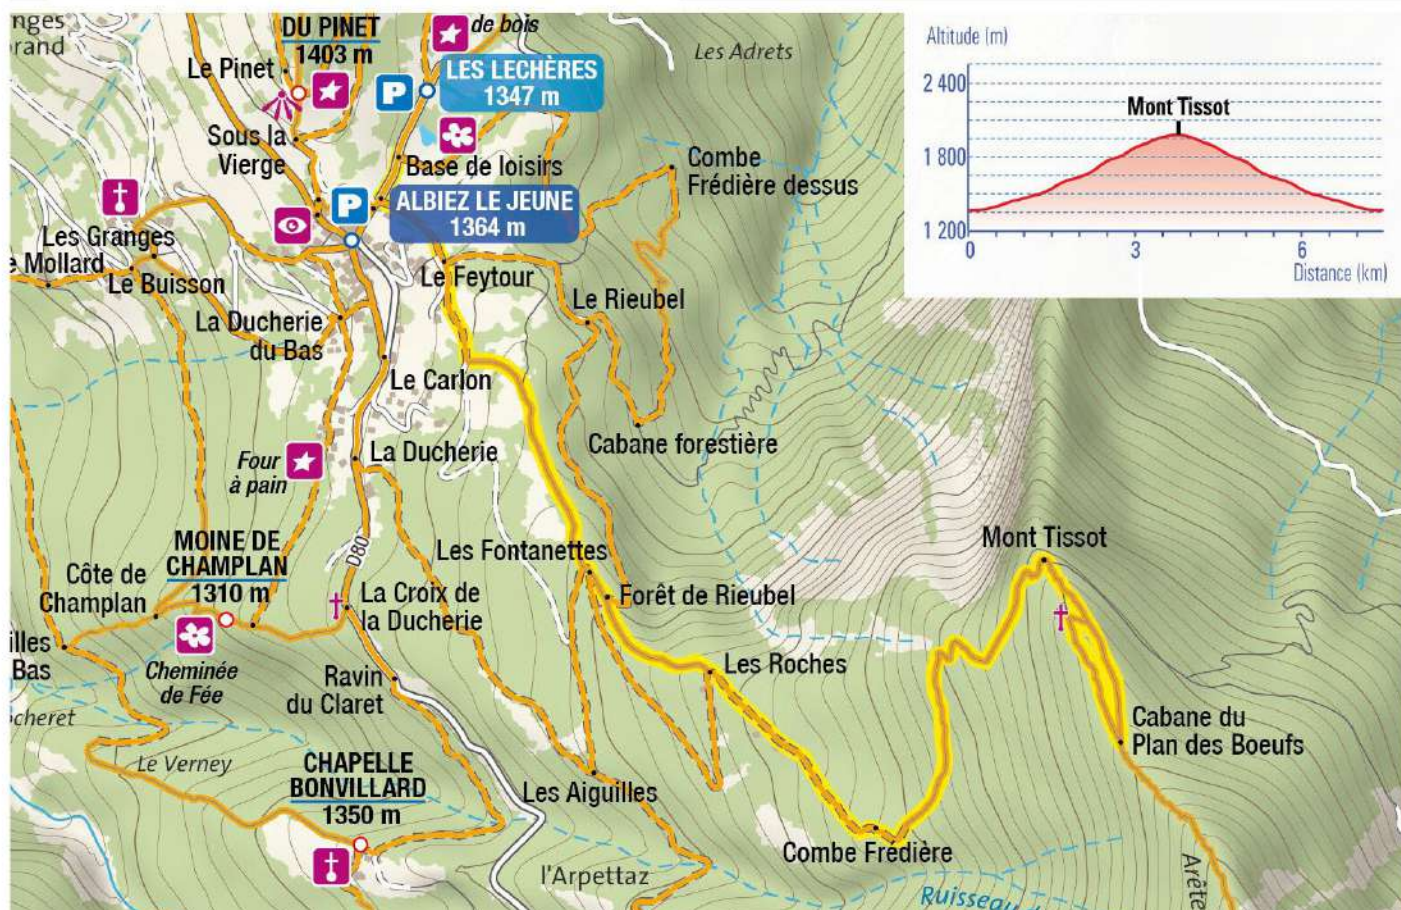 nges
orand
DU PINET
1403 m
de bois
Les Adrets
Le Pinet
P
LES LECHÈRES
1347 m
Sous la
Vierge
Base de loisirs
Combe
Frédière dessus
P
ALBIEZ LE JEUNE
1364 m
Les Granges
e Mollard
Le Buisson
Le Feytour
La Ducherie
du Bas
Le Rieubel
Le Carlon
Cabane forestière
La Ducherie
Four
à pain
D80
MOINE DE
CHAMPLAN
1310 m
Les Fontanettes
Mont Tissot
Côte de
Champlan
La Croix de
la Ducherie
Forêt de Rieubel
illes
Bas
Cheminée
de Fée
Ravin
du Claret
Les Roches
ocheret
Cabane du
Plan des Boeufs
Le Verney
CHAPELLE
BONVILLARD
1350 m
Les Aiguilles
Combe Frédière
l'Arpettaz
Ruisseau
Arête
Altitude (m)
2 400
Mont Tissot
1 800
1 200
0
3
6
Distance (km)